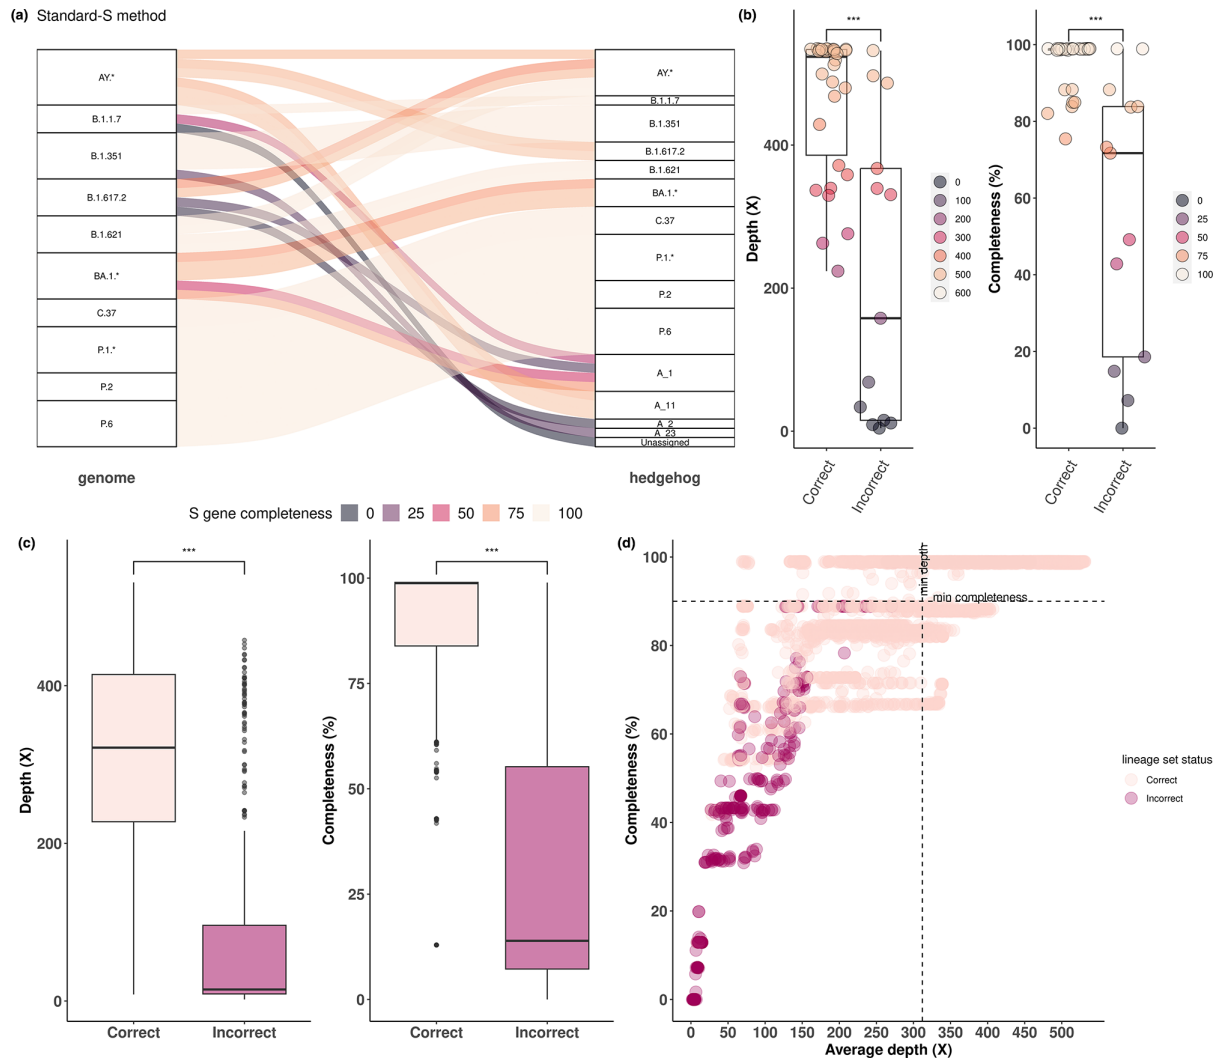 (a) Standard-S method
AY.*
B.1.1.7
B.1.351
B.1.617.2
B.1.621
BA.1.*
C.37
P.1.*
P.2
P.6
genome
AY.*
B.1.1.7
B.1.351
B.1.617.2
B.1.621
BA.1.*
C.37
P.1.*
P.2
P.6
A_1
A_11
A_2
A_23
Unassigned
hedgehog
S gene completeness 0 25 50 75 100
(b)
***
Depth (X)
400
200
0
Correct
Incorrect
0
100
200
300
400
500
600
***
Completeness (%)
100
80
60
40
20
0
Correct
Incorrect
0
25
50
75
100
(c)
***
Depth (X)
400
200
0
Correct
Incorrect
***
Completeness (%)
100
75
50
25
0
Correct
Incorrect
(d)
Completeness (%)
100
80
60
40
20
0
min depth
min completeness
0 50 100 150 200 250 300 350 400 450 500
Average depth (X)
lineage set status
Correct
Incorrect